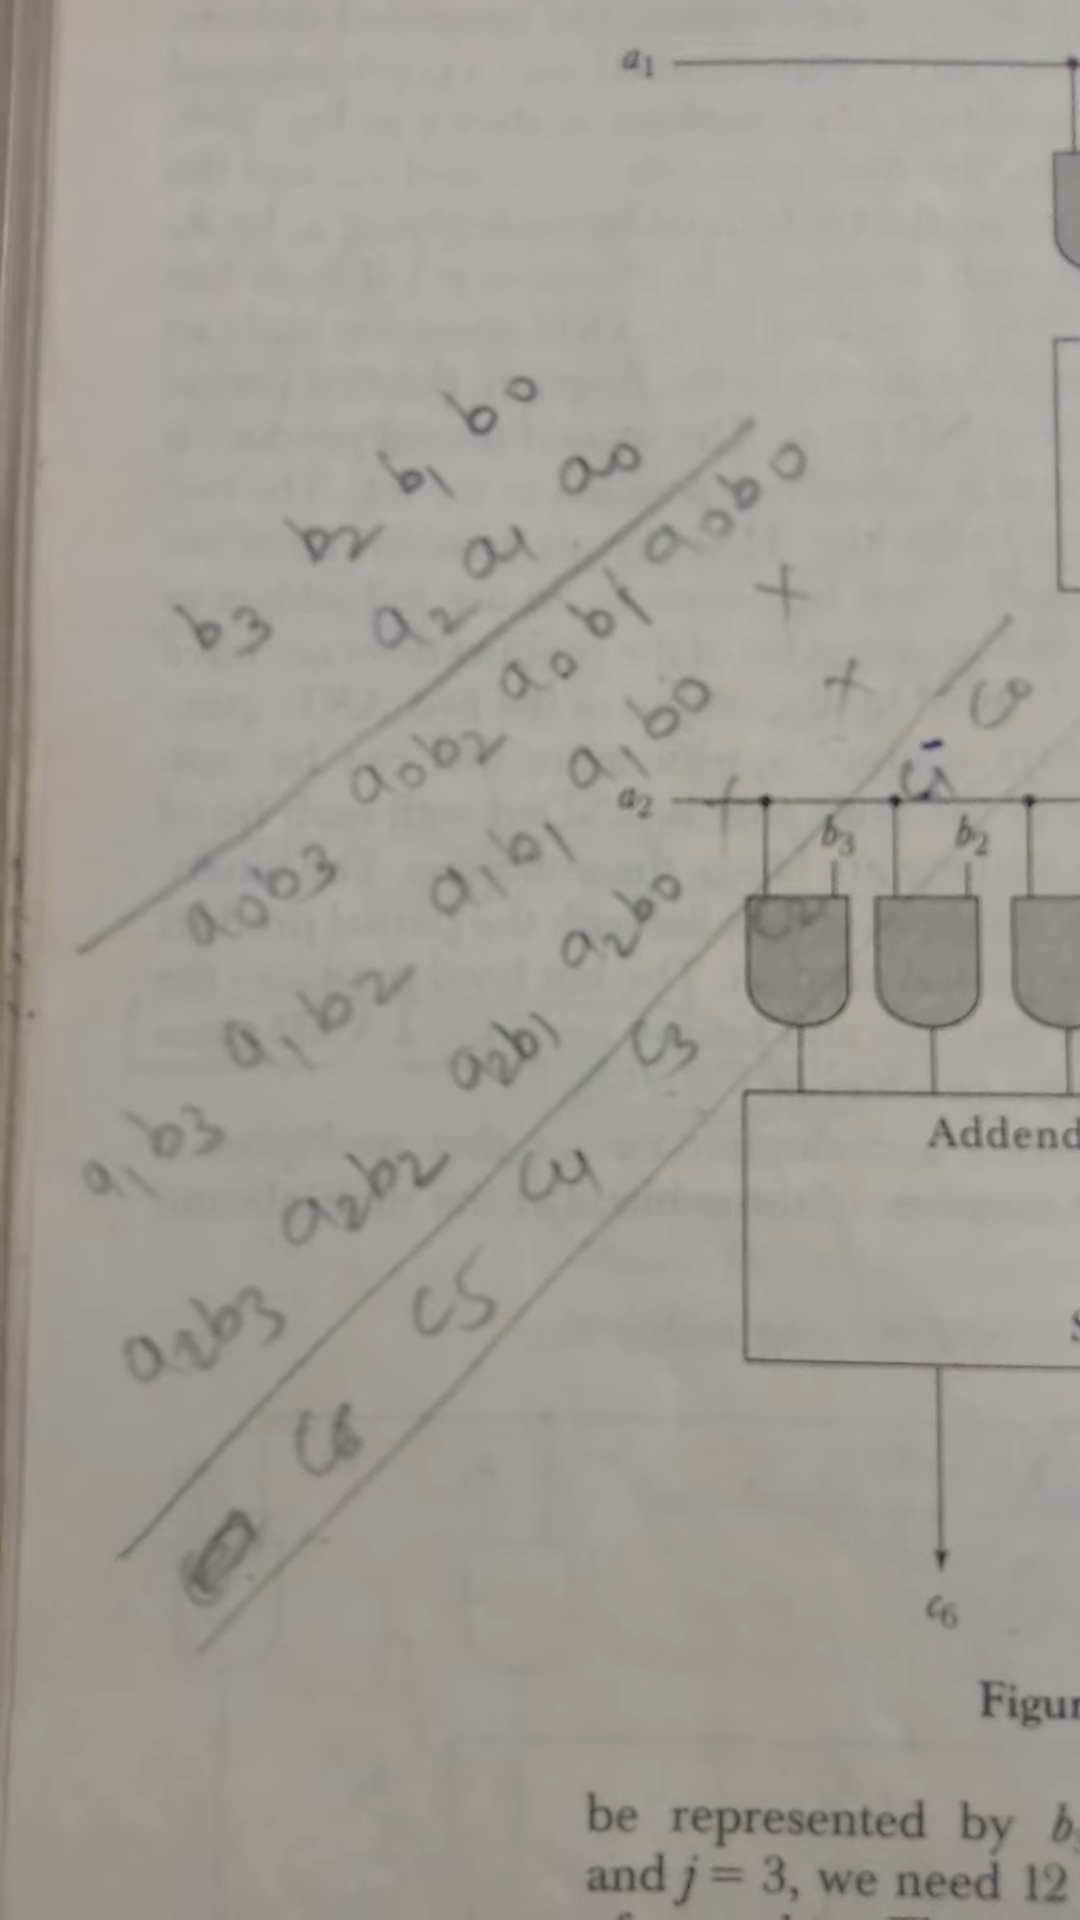 a1
b3 b2 b1 b0
a2 a1 a0
a0b3 a0b2 a0b1 a0b0
a1b3 a1b2 a1b1 a1b0 +
a2b3 a2b2 a2b1 a2b0 + +
C6 C5 C4 C3 C2 C1 C0
a2
b3 b2
Addend
c6
Figur
be represented by b
and j = 3, we need 12